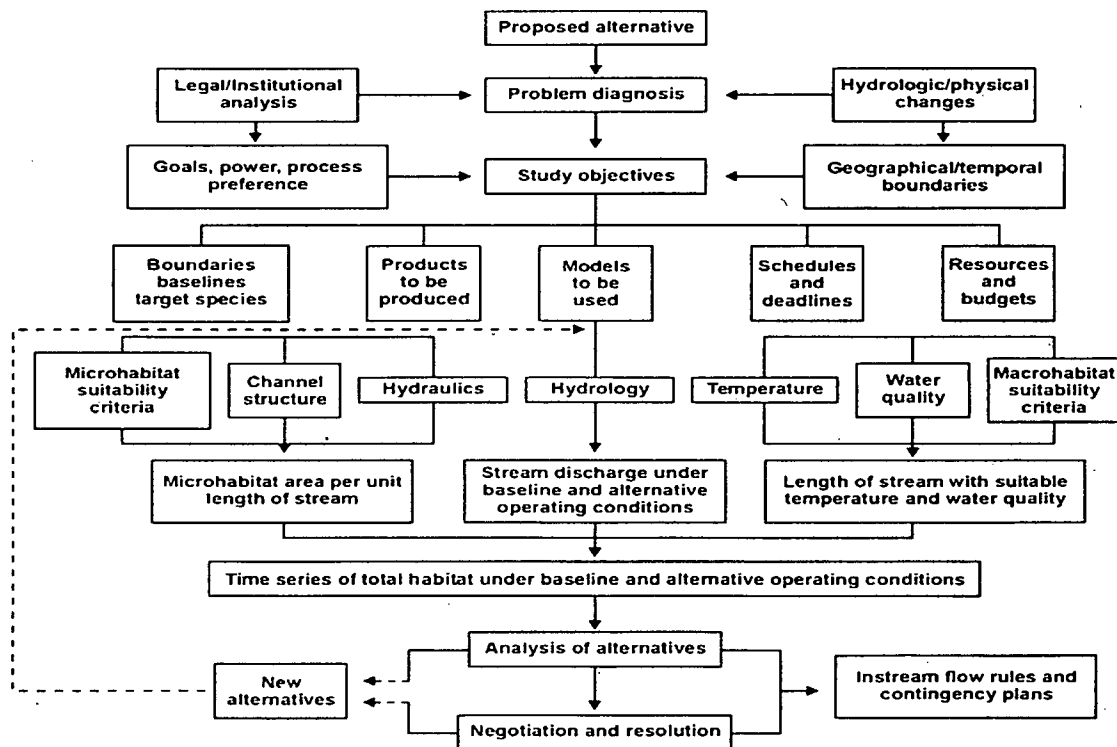 Proposed alternative
Legal/Institutional
analysis
Problem diagnosis
Hydrologic/physical
changes
Goals, power, process
preference
Study objectives
Geographical/temporal
boundaries
Boundaries
baselines
target species
Products
to be
produced
Models
to be
used
Schedules
and
deadlines
Resources
and
budgets
Microhabitat
suitability
criteria
Channel
structure
Hydraulics
Hydrology
Temperature
Water
quality
Macrohabitat
suitability
criteria
Microhabitat area per unit
length of stream
Stream discharge under
baseline and alternative
operating conditions
Length of stream with suitable
temperature and water quality
Time series of total habitat under baseline and alternative operating conditions
Analysis of alternatives
New
alternatives
Instream flow rules and
contingency plans
Negotiation and resolution